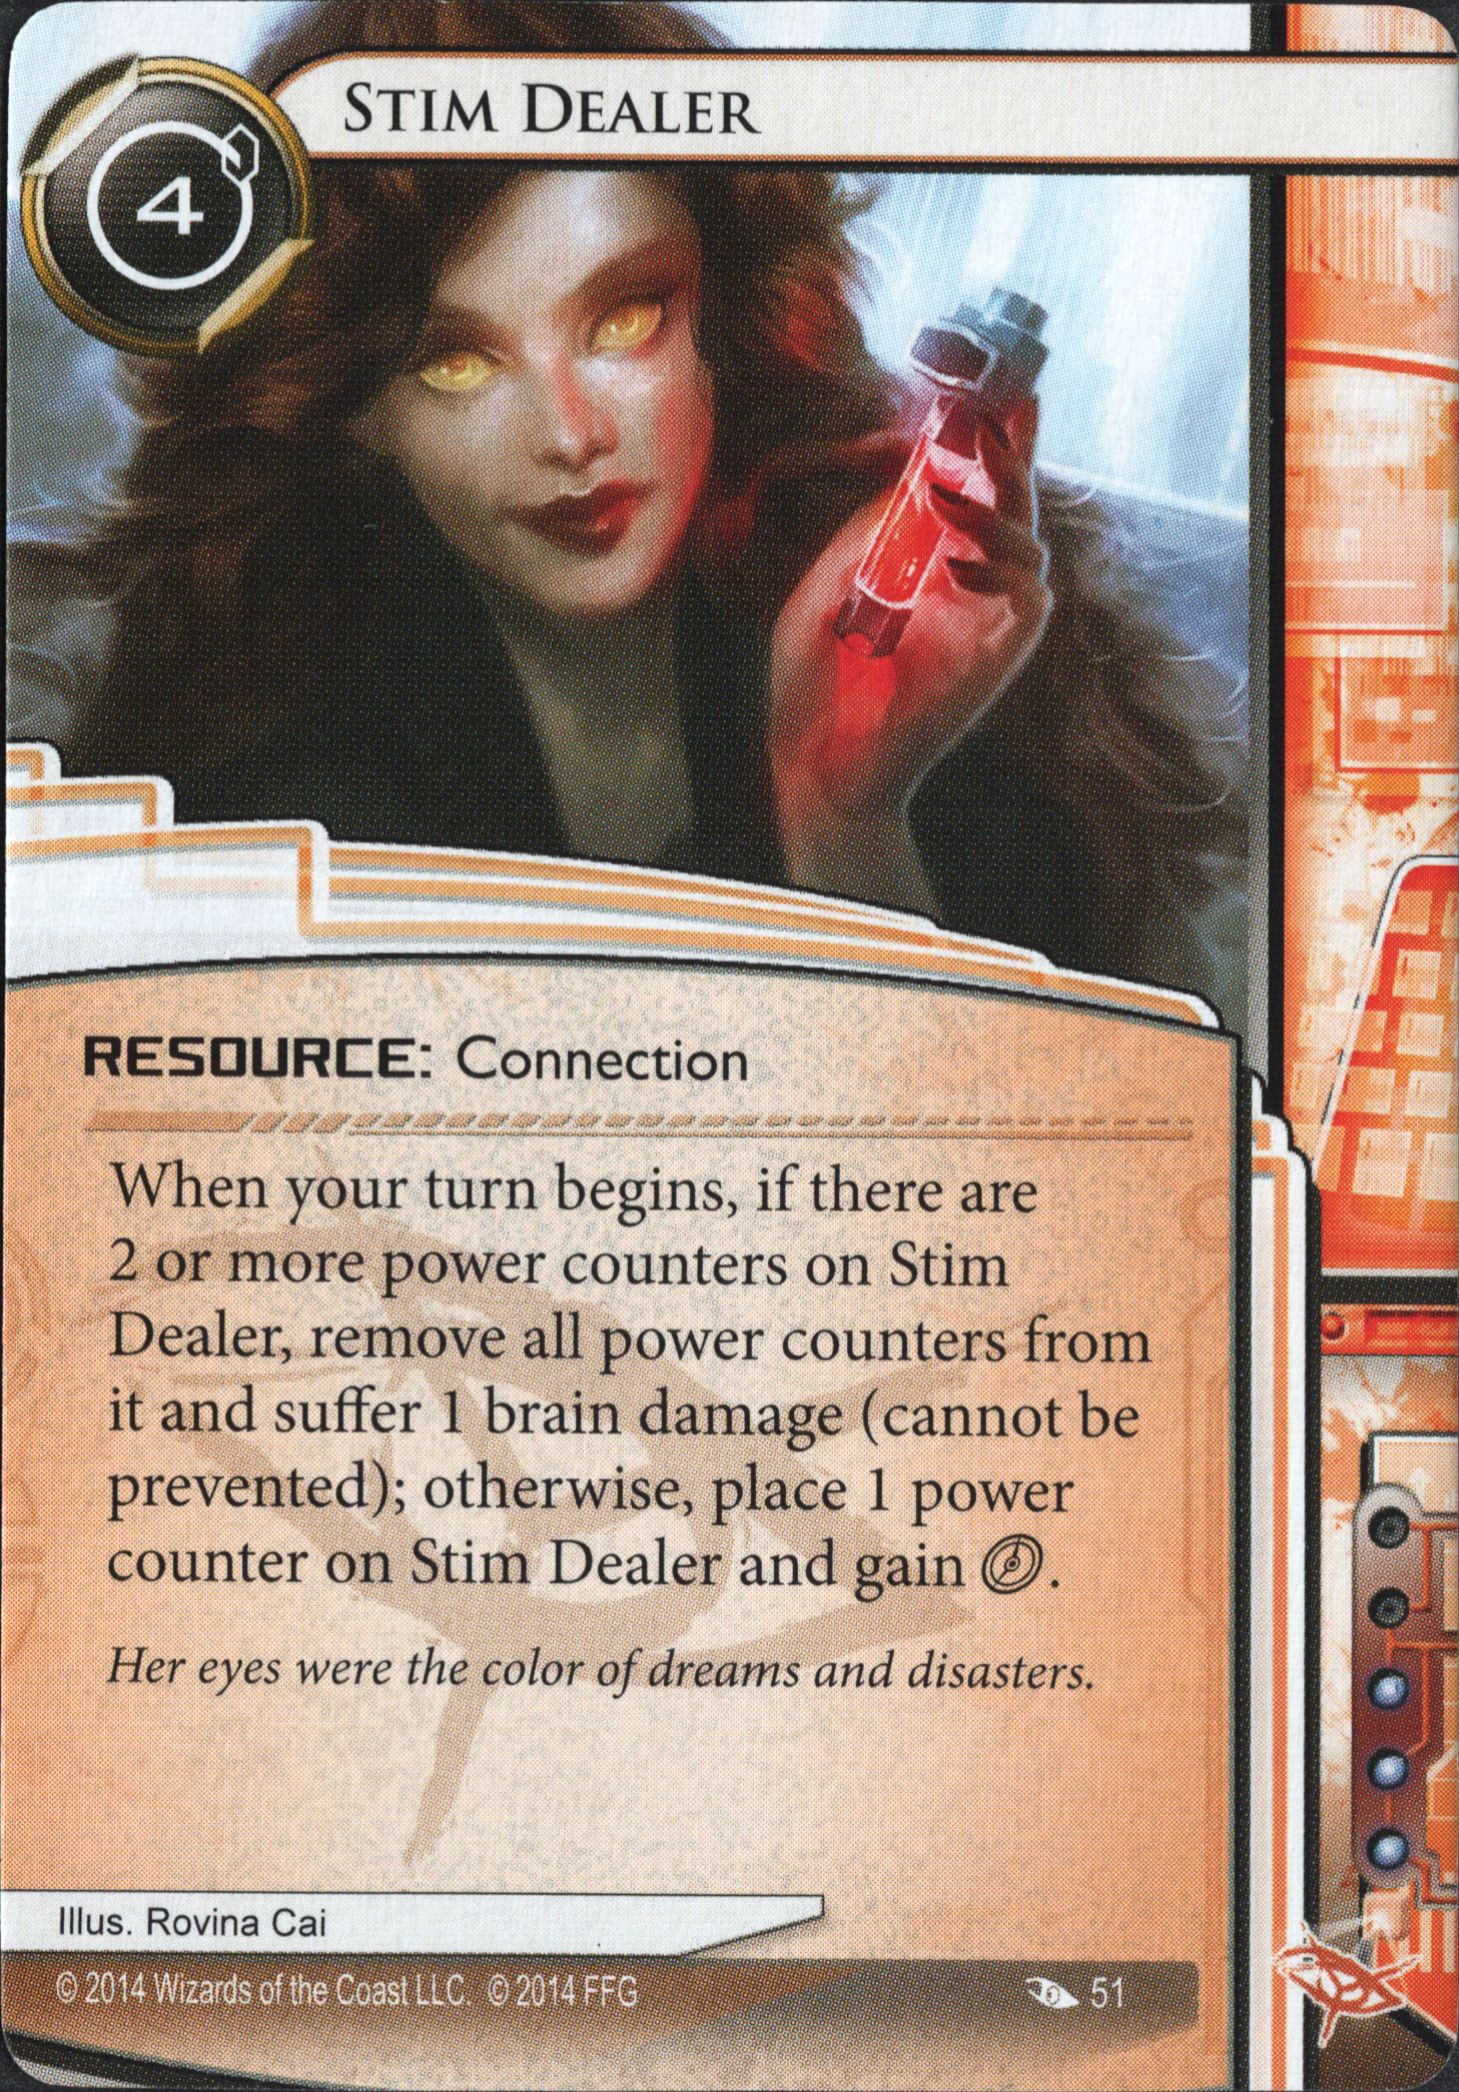 STIM DEALER
4
RESOURCE: Connection
When your turn begins, if there are
2 or more power counters on Stim
Dealer, remove all power counters from
it and suffer 1 brain damage (cannot be
prevented); otherwise, place 1 power
counter on Stim Dealer and gain .
Her eyes were the color of dreams and disasters.
Illus. Rovina Cai
© 2014 Wizards of the Coast LLC. © 2014 FFG
51